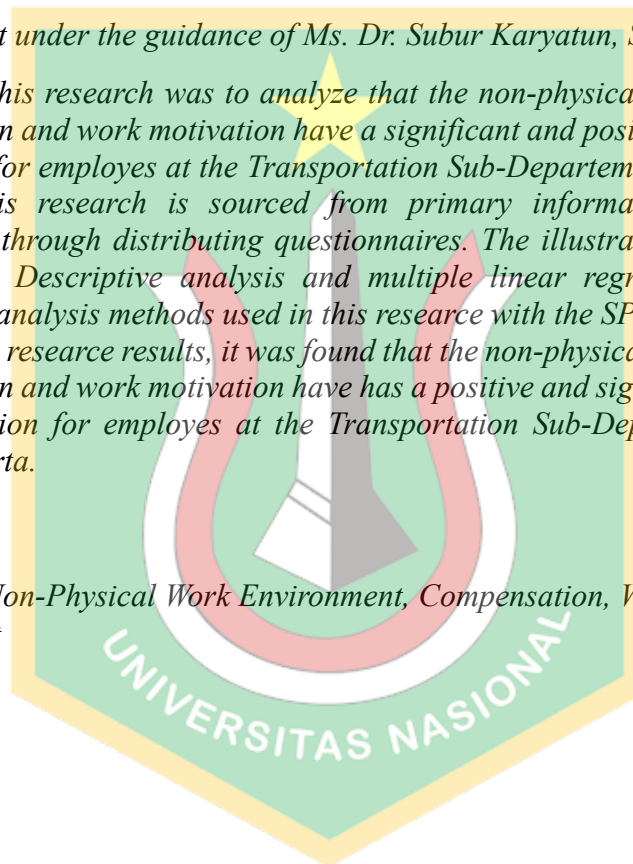 t under the guidance of Ms. Dr. Subur Karyatun, S
his research was to analyze that the non-physica
n and work motivation have a significant and posi
for employes at the Transportation Sub-Departeme
is research is sourced from primary informa
through distributing questionnaires. The illustra
Descriptive analysis and multiple linear regr
analysis methods used in this researce with the SP
researce results, it was found that the non-physica
n and work motivation have has a positive and sig
ion for employes at the Transportation Sub-Dep
rta.
Non-Physical Work Environment, Compensation, W
UNIVERSITAS NASIONAL